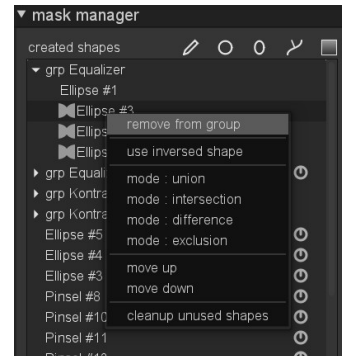 mask manager
created shapes
grp Equalizer
Ellipse #1
Ellipse #3
remove from group
use inversed shape
grp Equali
mode : union
grp Kontra
mode : intersection
grp Kontra
mode : difference
Ellipse #5
mode : exclusion
Ellipse #4
Ellipse #3
move up
Pinsel #8
move down
Pinsel #10
cleanup unused shapes
Pinsel #11